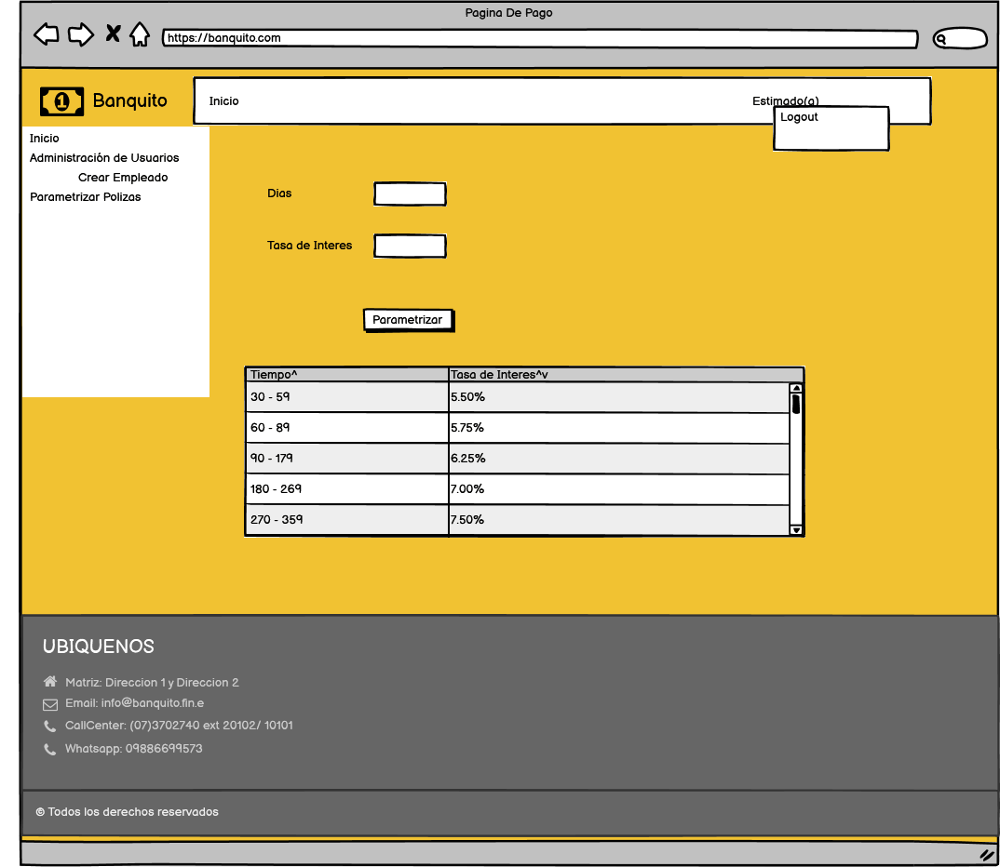 Pagina De Pago
https://banquito.com
Banquito
Inicio
Estimado(a)
Logout
Inicio
Administración de Usuarios
Crear Empleado
Parametrizar Polizas
Dias
Tasa de Interes
Parametrizar
Tiempo^ Tasa de Interes^v
30 - 59 5.50%
60 - 89 5.75%
90 - 179 6.25%
180 - 269 7.00%
270 - 359 7.50%
UBIQUENOS
Matriz: Direccion 1 y Direccion 2
Email: info@banquito.fin.e
CallCenter: (07)3702740 ext 20102/ 10101
Whatsapp: 09886699573
© Todos los derechos reservados